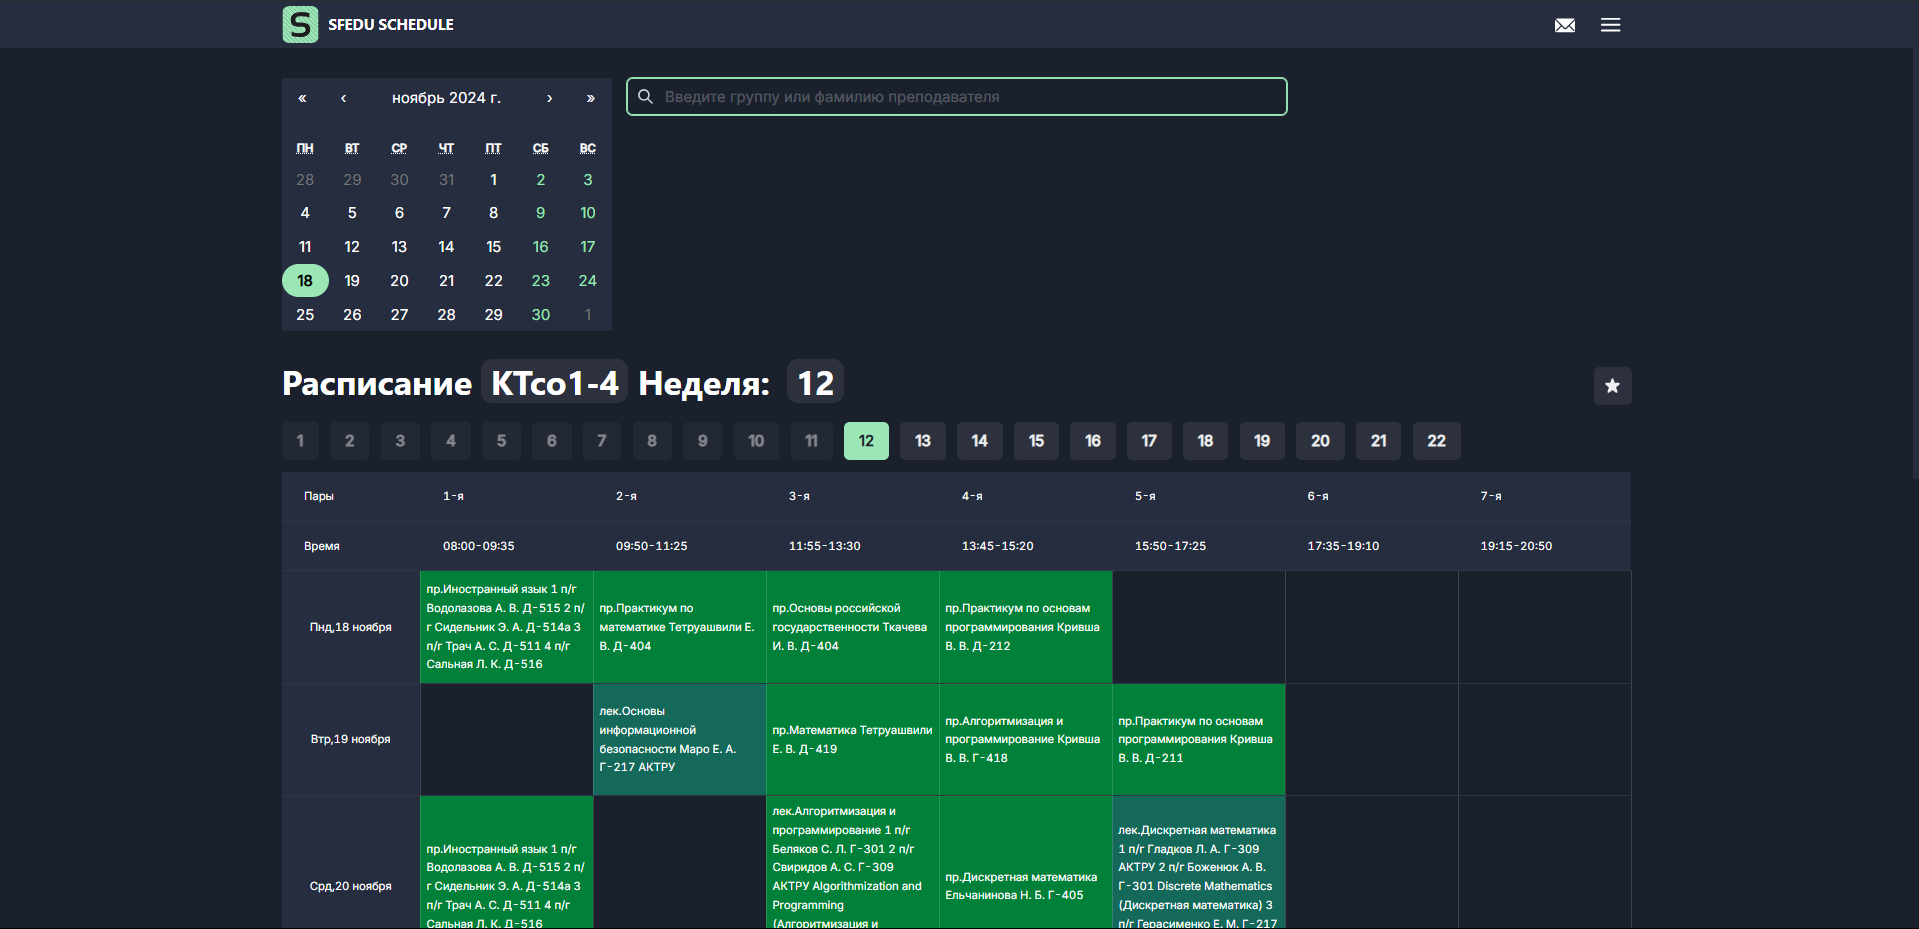 S SFEDU SCHEDULE
« ‹ ноябрь 2024 г. › »
Введите группу или фамилию преподавателя
ПН ВТ СР ЧТ ПТ СБ ВС
28 29 30 31 1 2 3
4 5 6 7 8 9 10
11 12 13 14 15 16 17
18 19 20 21 22 23 24
25 26 27 28 29 30 1
Расписание КТсо1-4 Неделя: 12
1 2 3 4 5 6 7 8 9 10 11 12 13 14 15 16 17 18 19 20 21 22
Пары 1-я 2-я 3-я 4-я 5-я 6-я 7-я
Время 08:00-09:35 09:50-11:25 11:55-13:30 13:45-15:20 15:50-17:25 17:35-19:10 19:15-20:50
Пнд,18 ноября
пр.Иностранный язык 1 п/г
Водолазова А. В. Д-515 2 п/
г Сидельник Э. А. Д-514а 3
п/г Трач А. С. Д-511 4 п/г
Сальная Л. К. Д-516
пр.Практикум по
математике Тетруашвили Е.
В. Д-404
пр.Основы российской
государственности Ткачева
И. В. Д-404
пр.Практикум по основам
программирования Кривша
В. В. Д-212
Втр,19 ноября
лек.Основы
информационной
безопасности Маро Е. А.
Г-217 АКТРУ
пр.Математика Тетруашвили
Е. В. Д-419
пр.Алгоритмизация и
программирование Кривша
В. В. Г-418
пр.Практикум по основам
программирования Кривша
В. В. Д-211
Срд,20 ноября
пр.Иностранный язык 1 п/г
Водолазова А. В. Д-515 2 п/
г Сидельник Э. А. Д-514а 3
п/г Трач А. С. Д-511 4 п/г
Сальная Л. К. Д-516
лек.Алгоритмизация и
программирование 1 п/г
Беляков С. Л. Г-301 2 п/г
Свиридов А. С. Г-309
АКТРУ Algorithmization and
Programming
(Алгоритмизация и
пр.Дискретная математика
Ельчанинова Н. Б. Г-405
лек.Дискретная математика
1 п/г Гладков Л. А. Г-309
АКТРУ 2 п/г Боженюк А. В.
Г-301 Discrete Mathematics
(Дискретная математика) 3
п/г Герасименко Е. М. Г-217